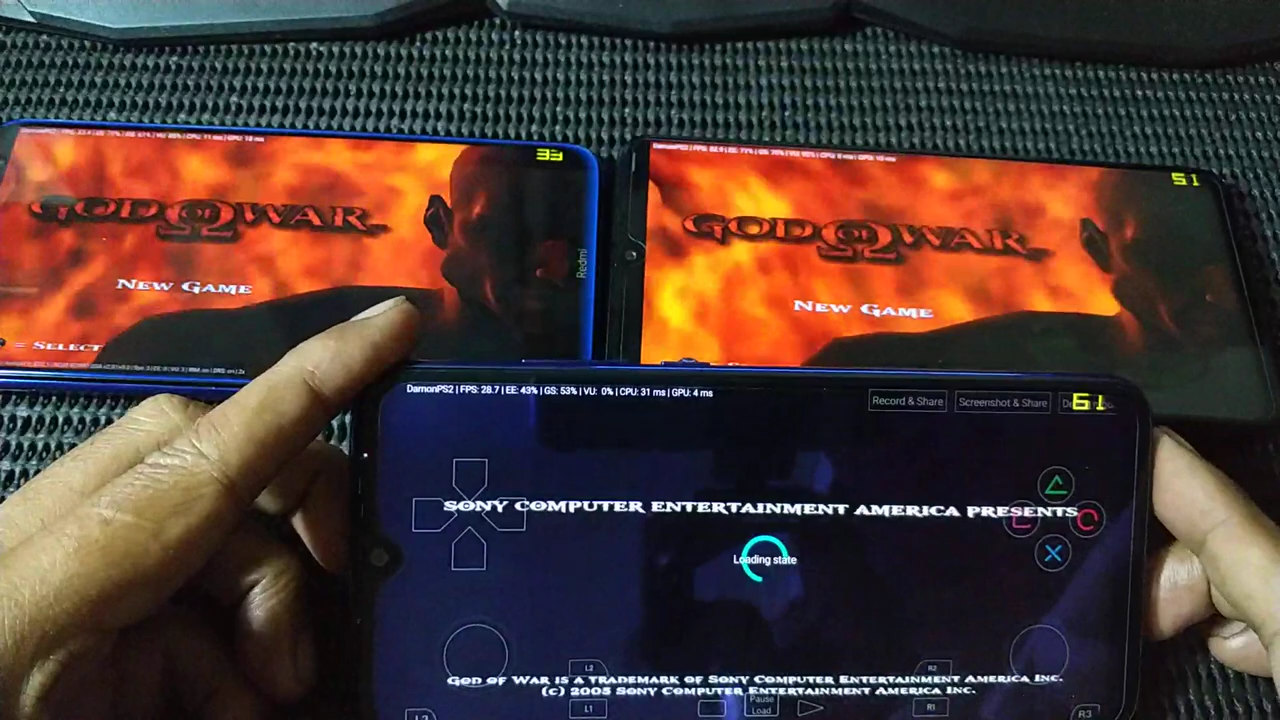 33
GOD OF WAR
Redmi
NEW GAME
= SELECT
51
GOD OF WAR
NEW GAME
DamonPS2 | FPS: 28.7 | EE: 43% | GS: 53% | VU: 0% | CPU: 31 ms | GPU: 4 ms
Record & Share
Screenshot & Share
61
SONY COMPUTER ENTERTAINMENT AMERICA PRESENTS
Loading state
L2
R2
GOD OF WAR IS A TRADEMARK OF SONY COMPUTER ENTERTAINMENT AMERICA INC.
(C) 2005 SONY COMPUTER ENTERTAINMENT AMERICA INC.
L1
Pause
Load
R1
R3